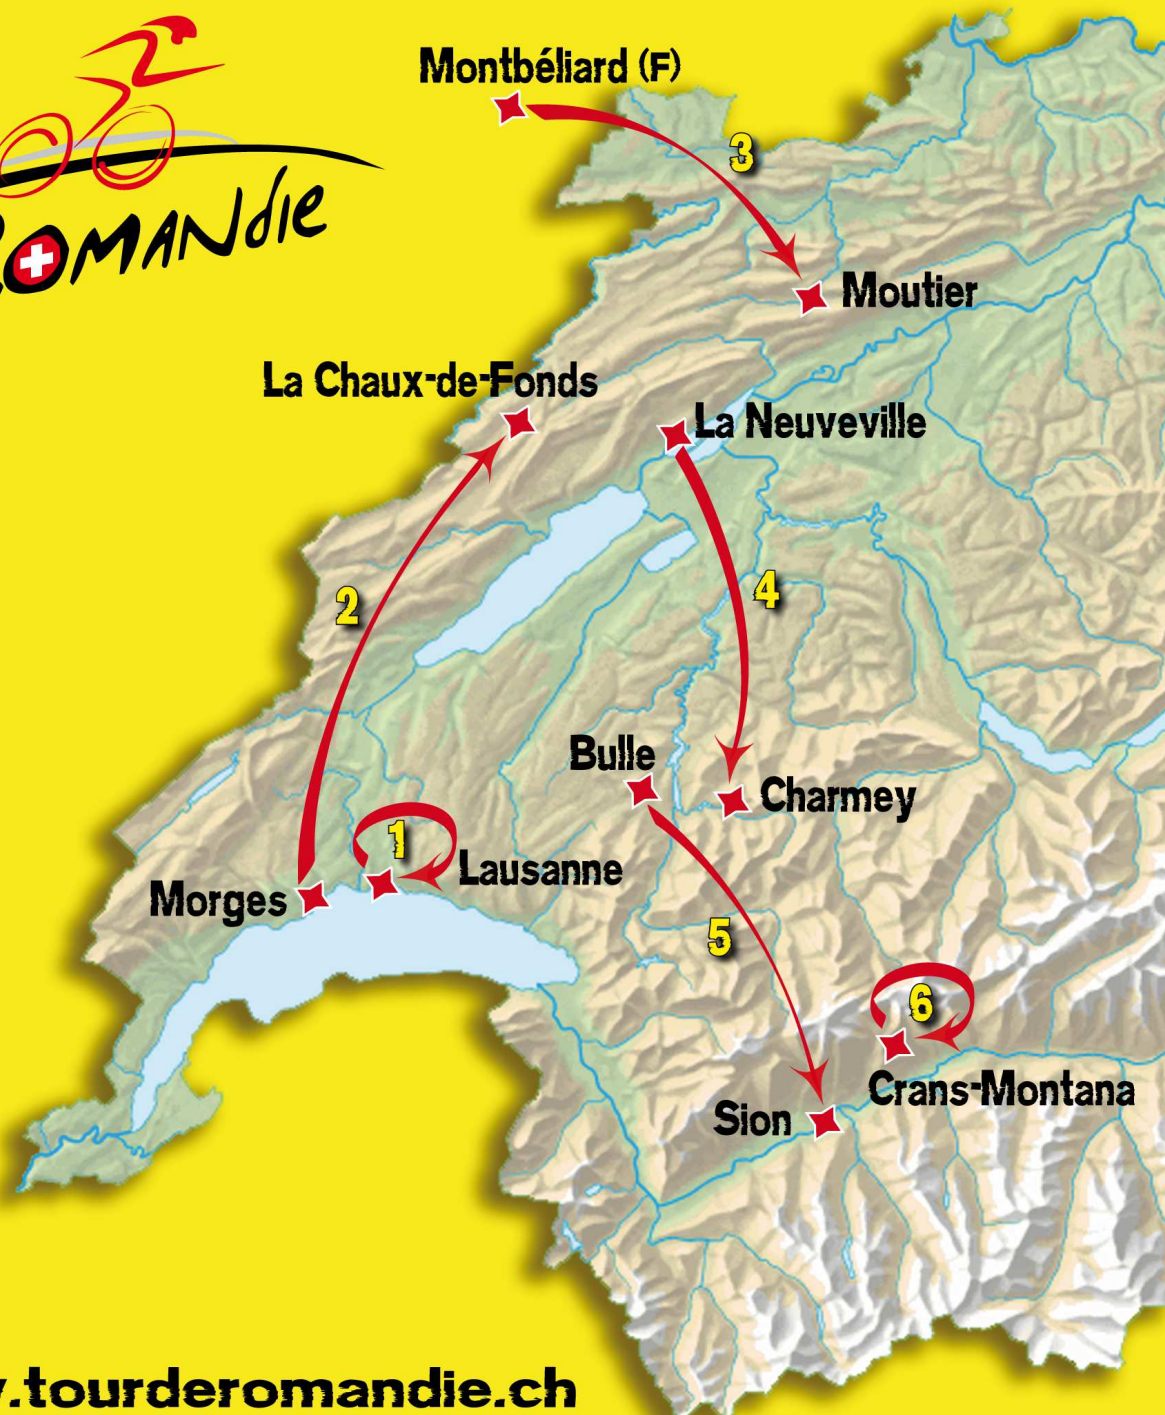 Montbéliard (F)
3
ROMANDIE
Moutier
La Chaux-de-Fonds
La Neuveville
2
4
Bulle
Charmey
1
Lausanne
Morges
5
6
Crans-Montana
Sion
.tourderomandie.ch